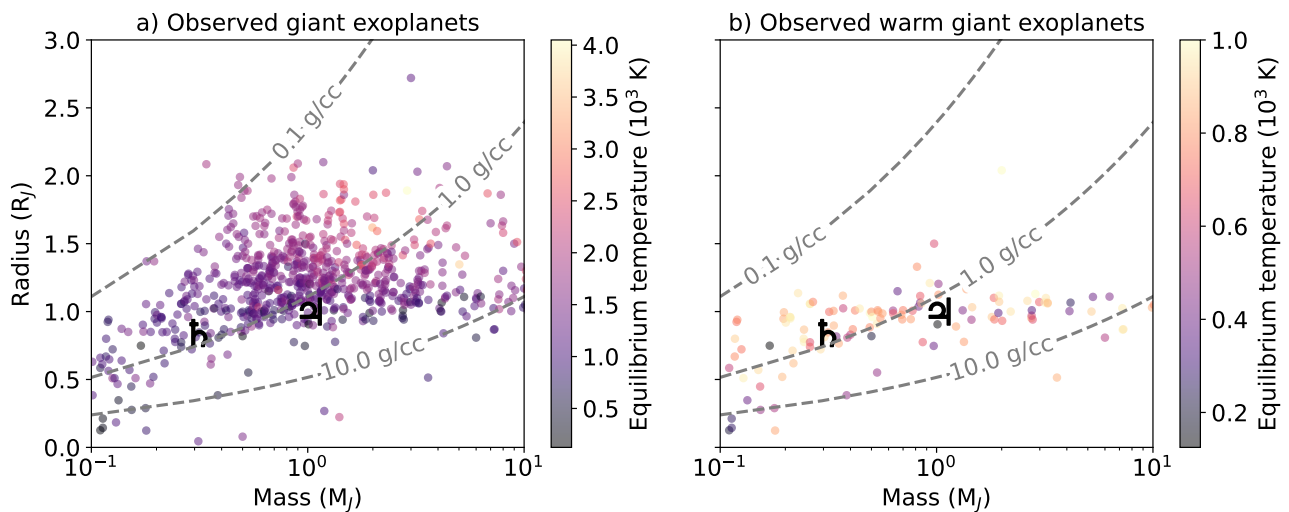 a) Observed giant exoplanets
b) Observed warm giant exoplanets
3.0
2.5
2.0
1.5
1.0
0.5
0.0
Radius (R_J)
0.1 g/cc
1.0 g/cc
10.0 g/cc
♄
♃
10⁻¹
10⁰
10¹
Mass (M_J)
4.0
3.5
3.0
2.5
2.0
1.5
1.0
0.5
Equilibrium temperature (10³ K)
0.1 g/cc
1.0 g/cc
10.0 g/cc
♄
♃
10⁻¹
10⁰
10¹
Mass (M_J)
1.0
0.8
0.6
0.4
0.2
Equilibrium temperature (10³ K)